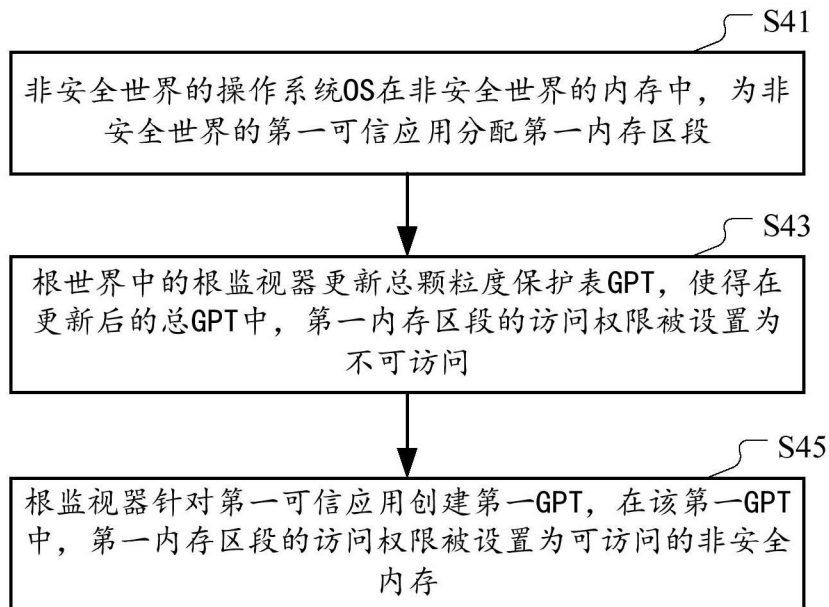 S41
非安全世界的操作系统OS在非安全世界的内存中，为非
安全世界的第一可信应用分配第一内存区段
S43
根世界中的根监视器更新总颗粒度保护表GPT，使得在
更新后的总GPT中，第一内存区段的访问权限被设置为
不可访问
S45
根监视器针对第一可信应用创建第一GPT，在该第一GPT
中，第一内存区段的访问权限被设置为可访问的非安全
内存